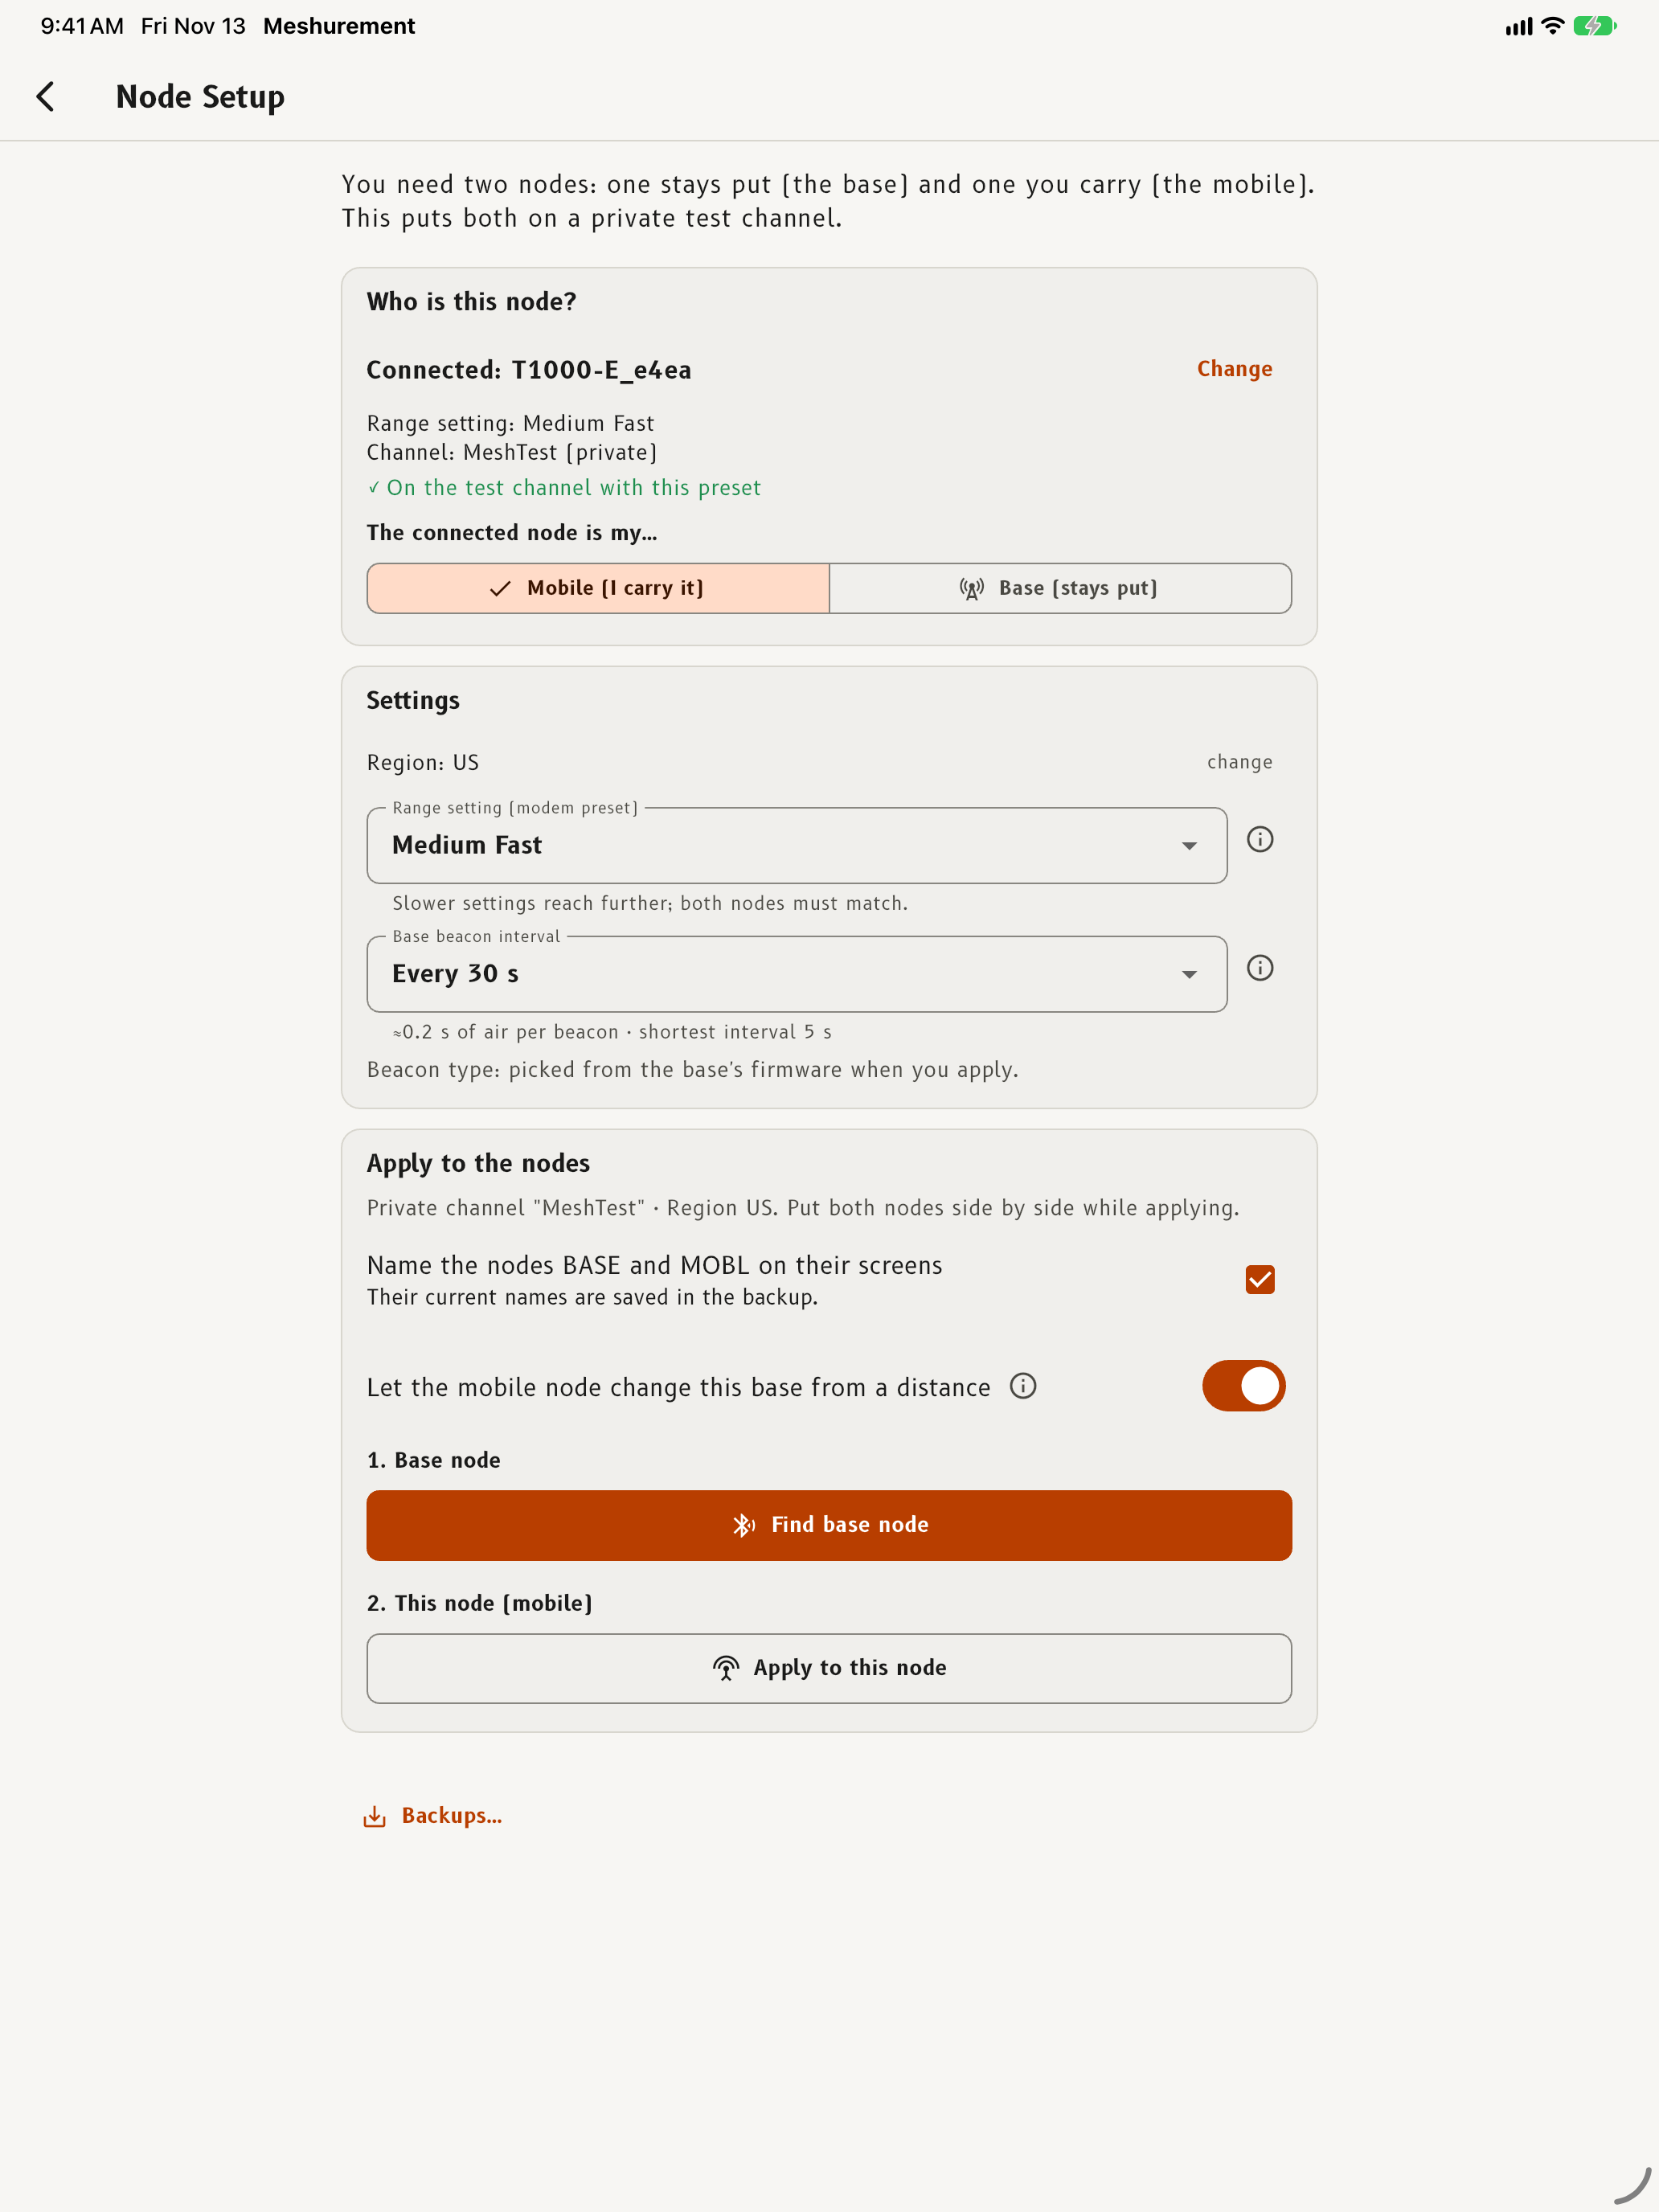 9:41 AM Fri Nov 13 Meshurement
Node Setup
You need two nodes: one stays put (the base) and one you carry (the mobile).
This puts both on a private test channel.
Who is this node?
Connected: T1000-E_e4ea
Change
Range setting: Medium Fast
Channel: MeshTest (private)
✓ On the test channel with this preset
The connected node is my…
Mobile (I carry it)
Base (stays put)
Settings
Region: US
change
Range setting (modem preset)
Medium Fast
Slower settings reach further; both nodes must match.
Base beacon interval
Every 30 s
≈0.2 s of air per beacon · shortest interval 5 s
Beacon type: picked from the base's firmware when you apply.
Apply to the nodes
Private channel "MeshTest" · Region US. Put both nodes side by side while applying.
Name the nodes BASE and MOBL on their screens
Their current names are saved in the backup.
Let the mobile node change this base from a distance
1. Base node
Find base node
2. This node (mobile)
Apply to this node
Backups…